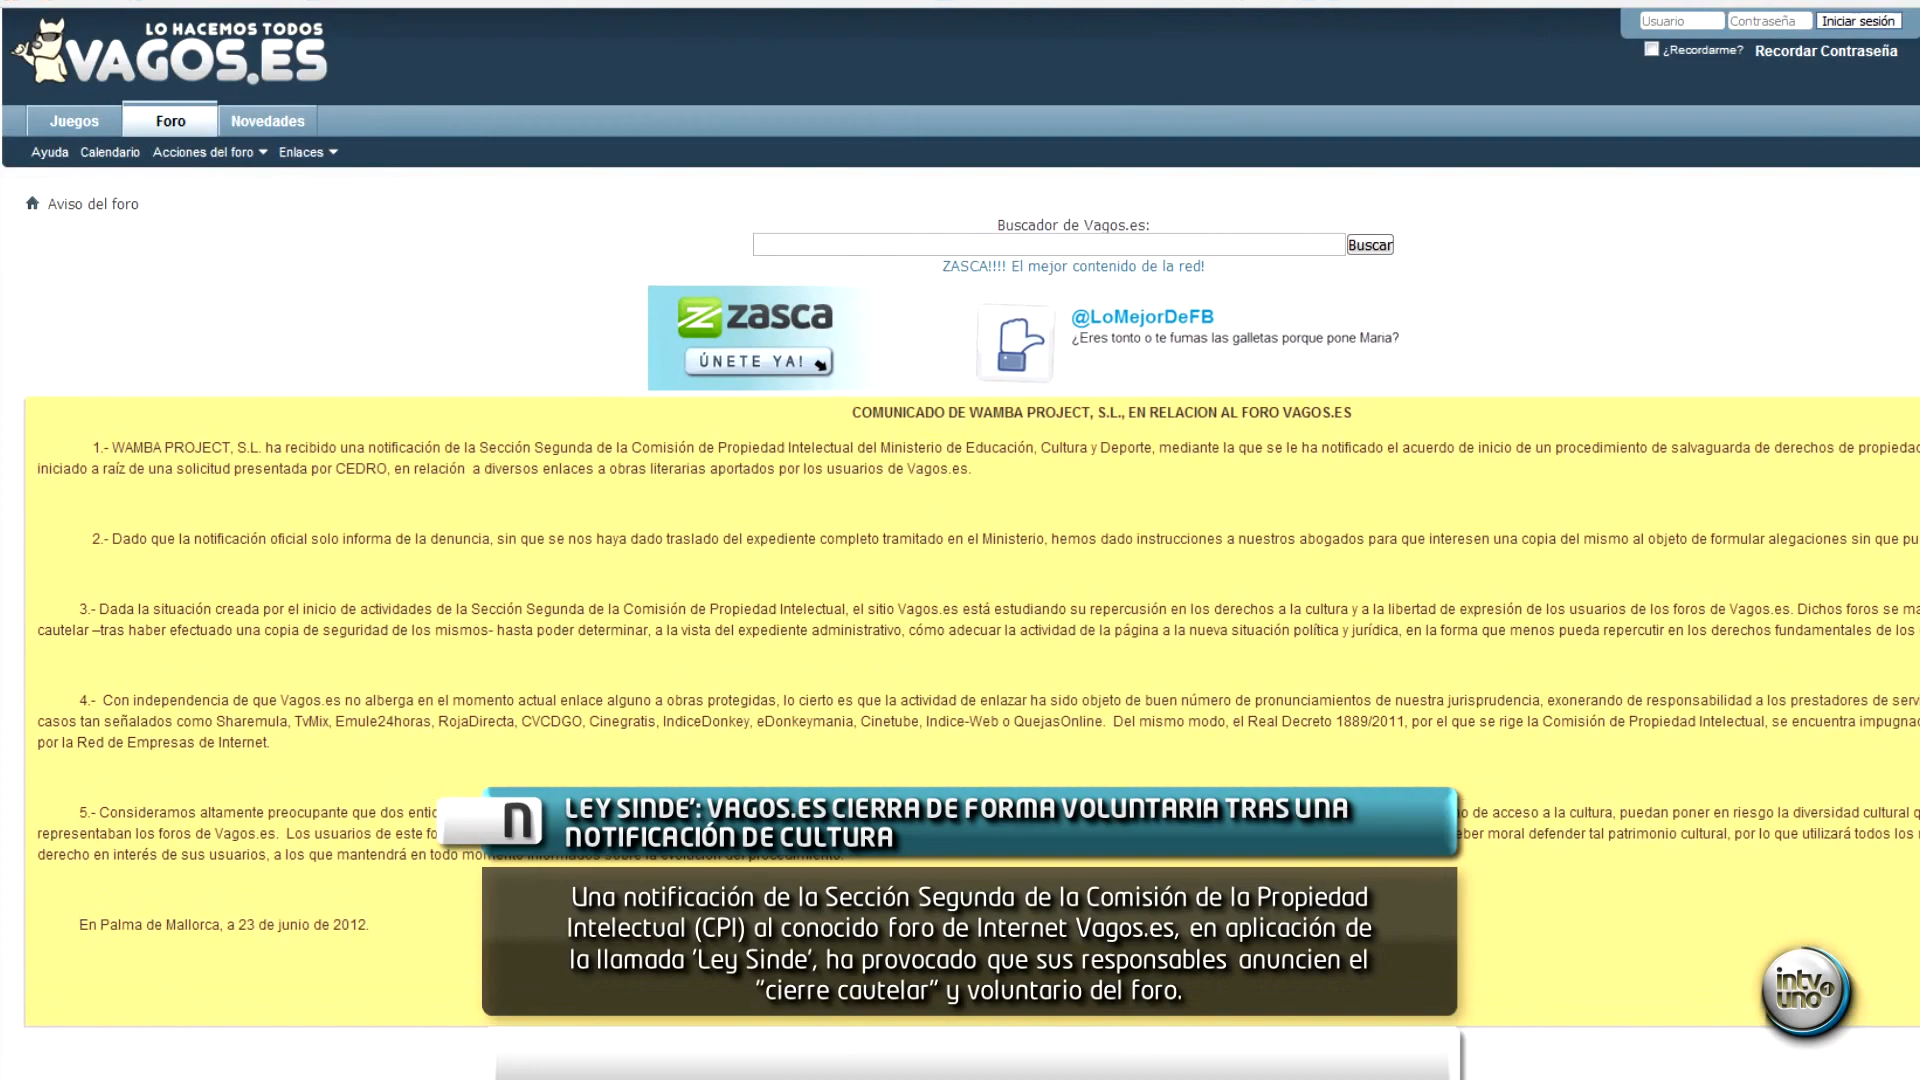 LO HACEMOS TODOS
VAGOS.ES
Usuario Contraseña Iniciar sesión
¿Recordarme? Recordar Contraseña
Juegos Foro Novedades
Ayuda Calendario Acciones del foro Enlaces
Aviso del foro
Buscador de Vagos.es:
Buscar
ZASCA!!!! El mejor contenido de la red!
zasca
ÚNETE YA!
@LoMejorDeFB
¿Eres tonto o te fumas las galletas porque pone Maria?
COMUNICADO DE WAMBA PROJECT, S.L., EN RELACION AL FORO VAGOS.ES
1.- WAMBA PROJECT, S.L. ha recibido una notificación de la Sección Segunda de la Comisión de Propiedad Intelectual del Ministerio de Educación, Cultura y Deporte, mediante la que se le ha notificado el acuerdo de inicio de un procedimiento de salvaguarda de derechos de propiedad
iniciado a raíz de una solicitud presentada por CEDRO, en relación a diversos enlaces a obras literarias aportados por los usuarios de Vagos.es.
2.- Dado que la notificación oficial solo informa de la denuncia, sin que se nos haya dado traslado del expediente completo tramitado en el Ministerio, hemos dado instrucciones a nuestros abogados para que interesen una copia del mismo al objeto de formular alegaciones sin que pu
3.- Dada la situación creada por el inicio de actividades de la Sección Segunda de la Comisión de Propiedad Intelectual, el sitio Vagos.es está estudiando su repercusión en los derechos a la cultura y a la libertad de expresión de los usuarios de los foros de Vagos.es. Dichos foros se ma
cautelar –tras haber efectuado una copia de seguridad de los mismos- hasta poder determinar, a la vista del expediente administrativo, cómo adecuar la actividad de la página a la nueva situación política y jurídica, en la forma que menos pueda repercutir en los derechos fundamentales de los
4.- Con independencia de que Vagos.es no alberga en el momento actual enlace alguno a obras protegidas, lo cierto es que la actividad de enlazar ha sido objeto de buen número de pronunciamientos de nuestra jurisprudencia, exonerando de responsabilidad a los prestadores de servi
casos tan señalados como Sharemula, TvMix, Emule24horas, RojaDirecta, CVCDGO, Cinegratis, IndiceDonkey, eDonkeymania, Cinetube, Indice-Web o QuejasOnline. Del mismo modo, el Real Decreto 1889/2011, por el que se rige la Comisión de Propiedad Intelectual, se encuentra impugnad
por la Red de Empresas de Internet.
5.- Consideramos altamente preocupante que dos entid o de acceso a la cultura, puedan poner en riesgo la diversidad cultural q
representaban los foros de Vagos.es. Los usuarios de este fo eber moral defender tal patrimonio cultural, por lo que utilizará todos los
derecho en interés de sus usuarios, a los que mantendrá en todo momento informados sobre la evolución del procedimiento.
En Palma de Mallorca, a 23 de junio de 2012.
n
LEY SINDE': VAGOS.ES CIERRA DE FORMA VOLUNTARIA TRAS UNA
NOTIFICACIÓN DE CULTURA
Una notificación de la Sección Segunda de la Comisión de la Propiedad
Intelectual (CPI) al conocido foro de Internet Vagos.es, en aplicación de
la llamada 'Ley Sinde', ha provocado que sus responsables anuncien el
"cierre cautelar" y voluntario del foro.
intv
uno 1